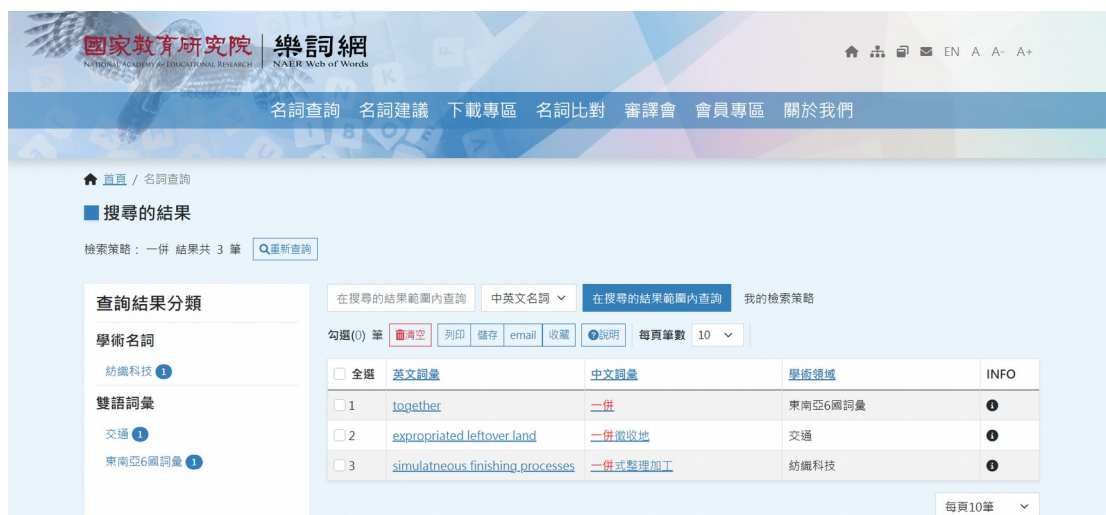 國家教育研究院 樂詞網
NATIONAL ACADEMY for EDUCATIONAL RESEARCH NAER Web of Words
EN A A- A+
名詞查詢 名詞建議 下載專區 名詞比對 審譯會 會員專區 關於我們
首頁 / 名詞查詢
搜尋的結果
檢索策略： 一併 結果共 3 筆 重新查詢
查詢結果分類
學術名詞
紡織科技 1
雙語詞彙
交通 1
東南亞6國詞彙 1
在搜尋的結果範圍內查詢 中英文名詞 在搜尋的結果範圍內查詢 我的檢索策略
勾選(0) 筆 清空 列印 儲存 email 收藏 說明 每頁筆數 10
全選 英文詞彙 中文詞彙 學術領域 INFO
1 together 一併 東南亞6國詞彙
2 expropriated leftover land 一併徵收地 交通
3 simulatneous finishing processes 一併式整理加工 紡織科技
每頁10筆